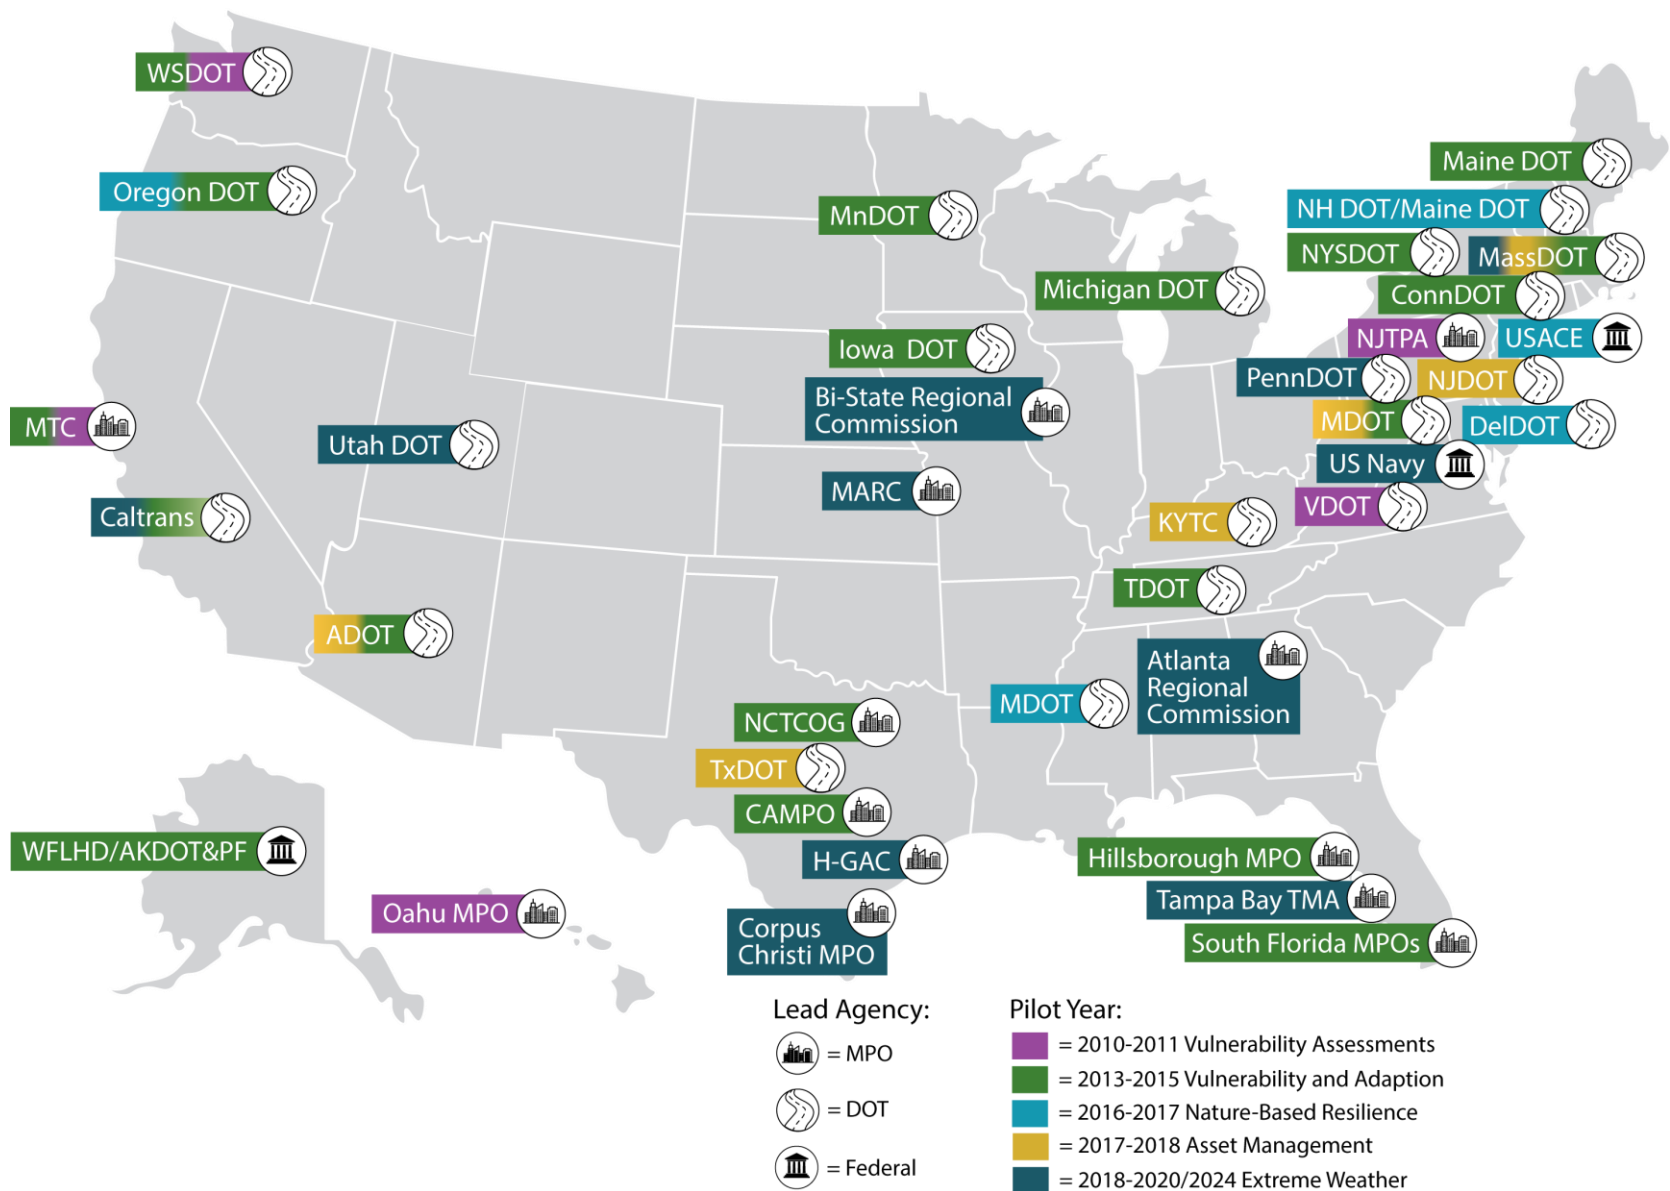 WSDOT
Maine DOT
Oregon DOT
NH DOT/Maine DOT
MnDOT
NYSDOT
MassDOT
Michigan DOT
ConnDOT
NJTPA
USACE
Iowa DOT
PennDOT
NJDOT
Bi-State Regional
Commission
MDOT
DelDOT
MTC
Utah DOT
US Navy
MARC
VDOT
Caltrans
KYTC
TDOT
ADOT
Atlanta
Regional
Commission
MDOT
NCTCOG
TxDOT
CAMPO
WFLHD/AKDOT&PF
H-GAC
Hillsborough MPO
Oahu MPO
Tampa Bay TMA
Corpus
Christi MPO
South Florida MPOs
Lead Agency:
= MPO
= DOT
= Federal
Pilot Year:
= 2010-2011 Vulnerability Assessments
= 2013-2015 Vulnerability and Adaption
= 2016-2017 Nature-Based Resilience
= 2017-2018 Asset Management
= 2018-2020/2024 Extreme Weather